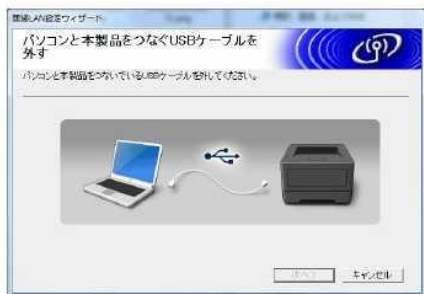 無線LAN設定ウィザード
パソコンと本製品をつなぐUSBケーブルを
外す
パソコンと本製品をつないでいるUSBケーブルを外してください。
次へ>
キャンセル